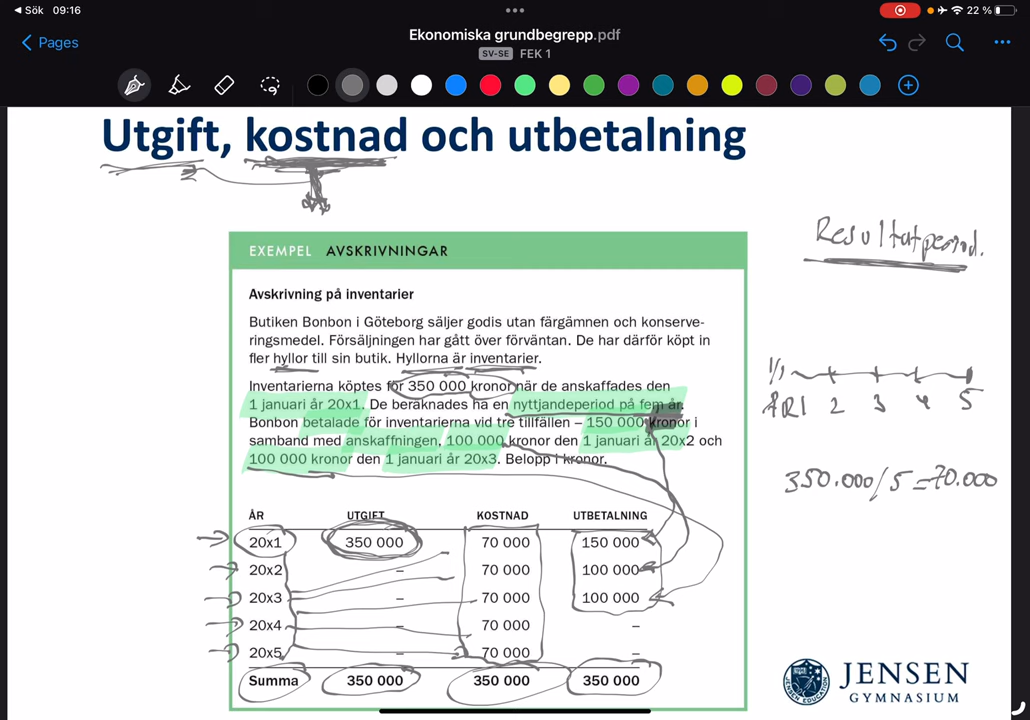 ◀ Sök 09:16
22 %
Pages
Ekonomiska grundbegrepp.pdf
SV-SE FEK 1
Utgift, kostnad och utbetalning
EXEMPEL AVSKRIVNINGAR
Avskrivning på inventarier
Butiken Bonbon i Göteborg säljer godis utan färgämnen och konserve-
ringsmedel. Försäljningen har gått över förväntan. De har därför köpt in
fler hyllor till sin butik. Hyllorna är inventarier.
Inventarierna köptes för 350 000 kronor när de anskaffades den
1 januari år 20x1. De beräknades ha en nyttjandeperiod på fem år.
Bonbon betalade för inventarierna vid tre tillfällen – 150 000 kronor i
samband med anskaffningen, 100 000 kronor den 1 januari år 20x2 och
100 000 kronor den 1 januari år 20x3. Belopp i kronor.
ÅR UTGIFT KOSTNAD UTBETALNING
20x1 350 000 70 000 150 000
20x2 – 70 000 100 000
20x3 – 70 000 100 000
20x4 – 70 000 –
20x5 – 70 000 –
Summa 350 000 350 000 350 000
Resultatperiod.
1/1
ÅR1 2 3 4 5
350.000/5=70.000
JENSEN
GYMNASIUM
JENSEN EDUCATION